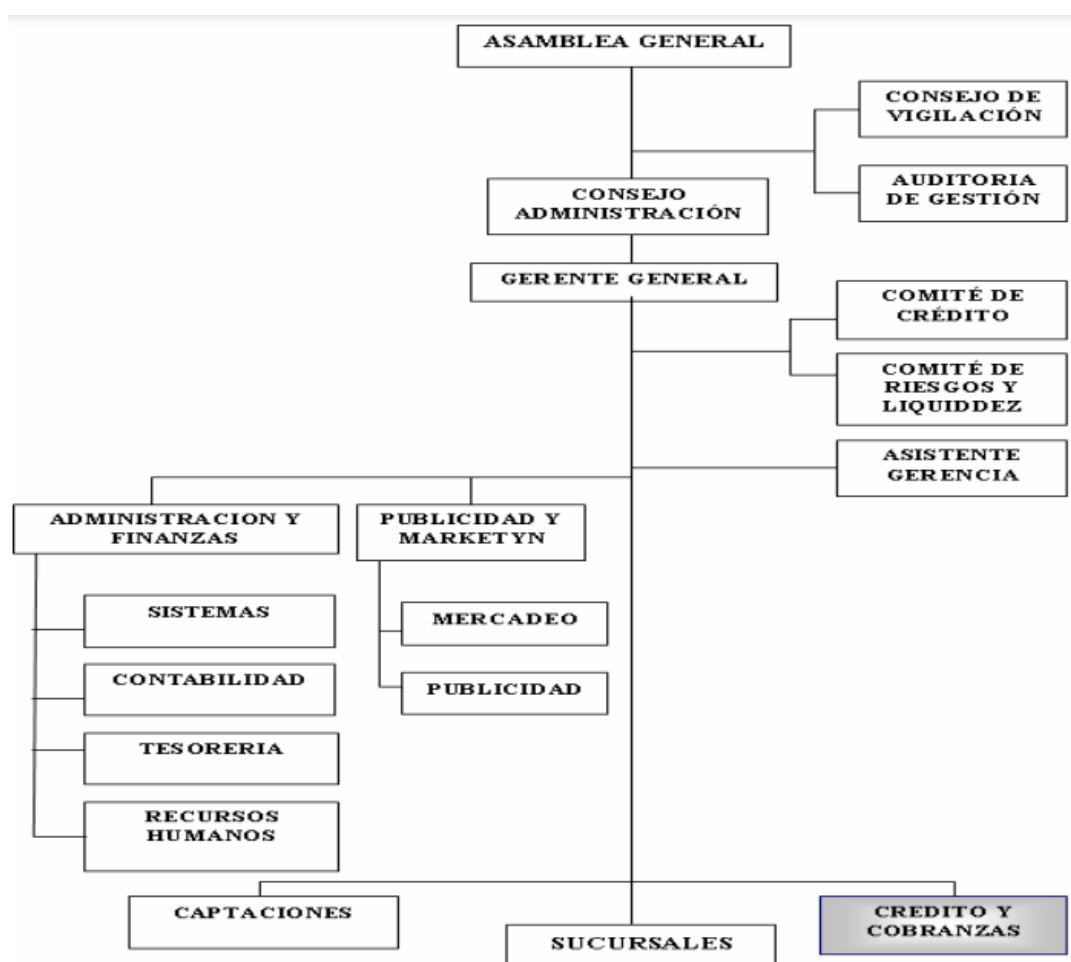 ASAMBLEA GENERAL
CONSEJO DE
VIGILACIÓN
AUDITORIA
DE GESTIÓN
CONSEJO
ADMINISTRACIÓN
GERENTE GENERAL
COMITÉ DE
CRÉDITO
COMITÉ DE
RIESGOS Y
LIQUIDDEZ
ASISTENTE
GERENCIA
ADMINISTRACION Y
FINANZAS
PUBLICIDAD Y
MARKETYN
SISTEMAS
CONTABILIDAD
TESORERIA
RECURSOS
HUMANOS
MERCADEO
PUBLICIDAD
CAPTACIONES
SUCURSALES
CREDITO Y
COBRANZAS